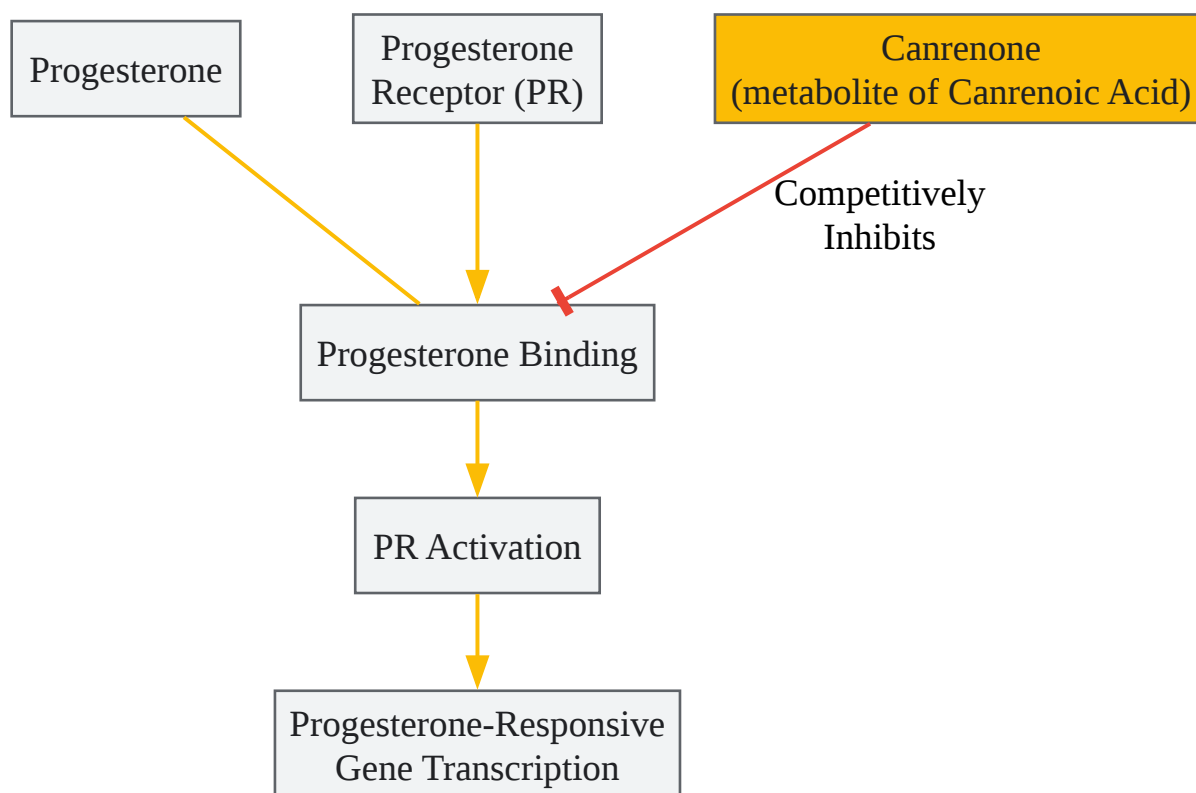 Progesterone
Progesterone
Receptor (PR)
Canrenone
(metabolite of Canrenoic Acid)
Competitively
Inhibits
Progesterone Binding
PR Activation
Progesterone-Responsive
Gene Transcription